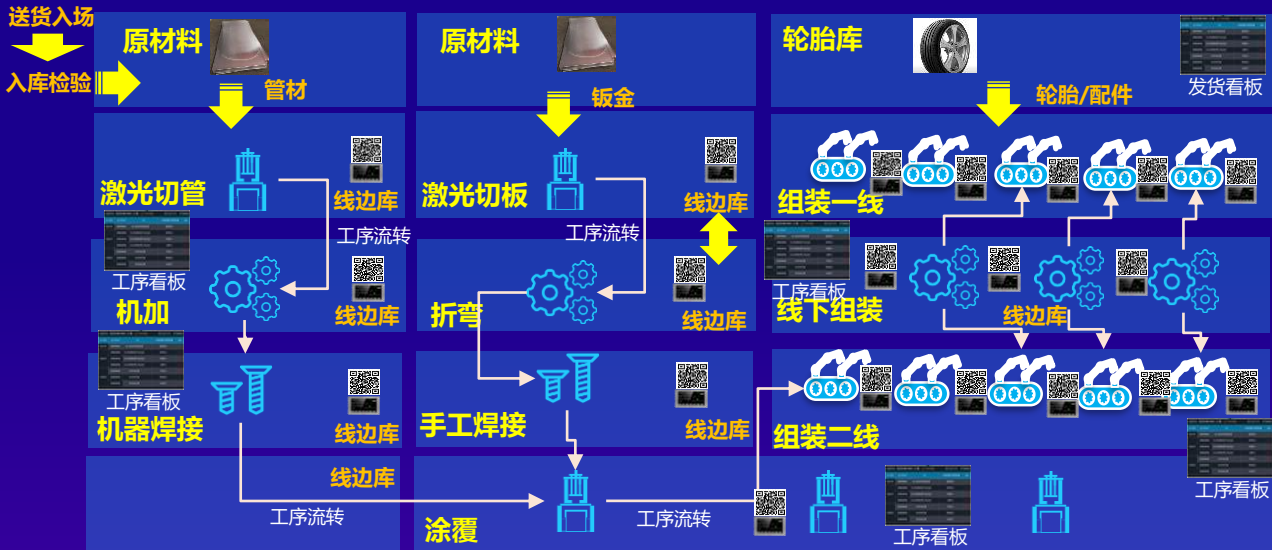 送货入场
入库检验
原材料
管材
原材料
钣金
轮胎库
轮胎/配件
发货看板
激光切管
线边库
工序流转
工序看板
激光切板
线边库
工序流转
组装一线
机加
线边库
工序看板
折弯
线边库
工序看板
线下组装
线边库
机器焊接
线边库
手工焊接
线边库
组装二线
工序看板
线边库
工序流转
涂覆
工序流转
工序看板